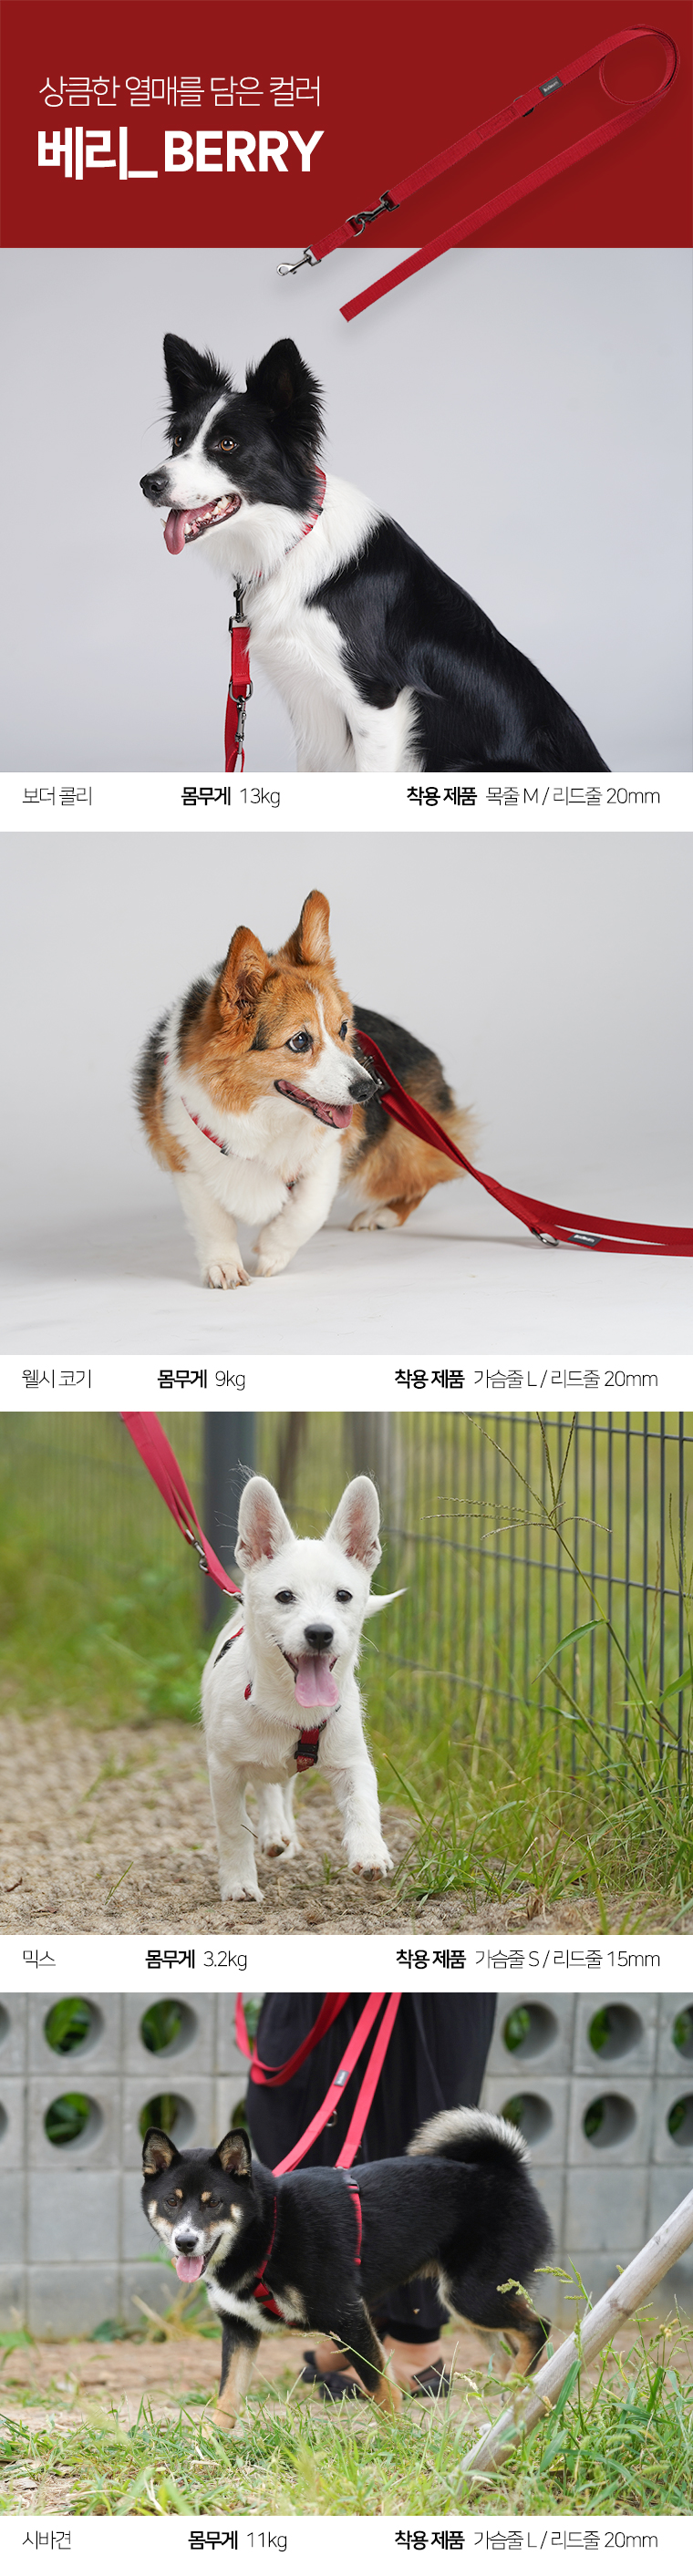 상큼한 열매를 담은 컬러
베리_BERRY
보더 콜리 몸무게 13kg 착용 제품 목줄 M / 리드줄 20mm
웰시 코기 몸무게 9kg 착용 제품 가슴줄 L / 리드줄 20mm
믹스 몸무게 3.2kg 착용 제품 가슴줄 S / 리드줄 15mm
시바견 몸무게 11kg 착용 제품 가슴줄 L / 리드줄 20mm